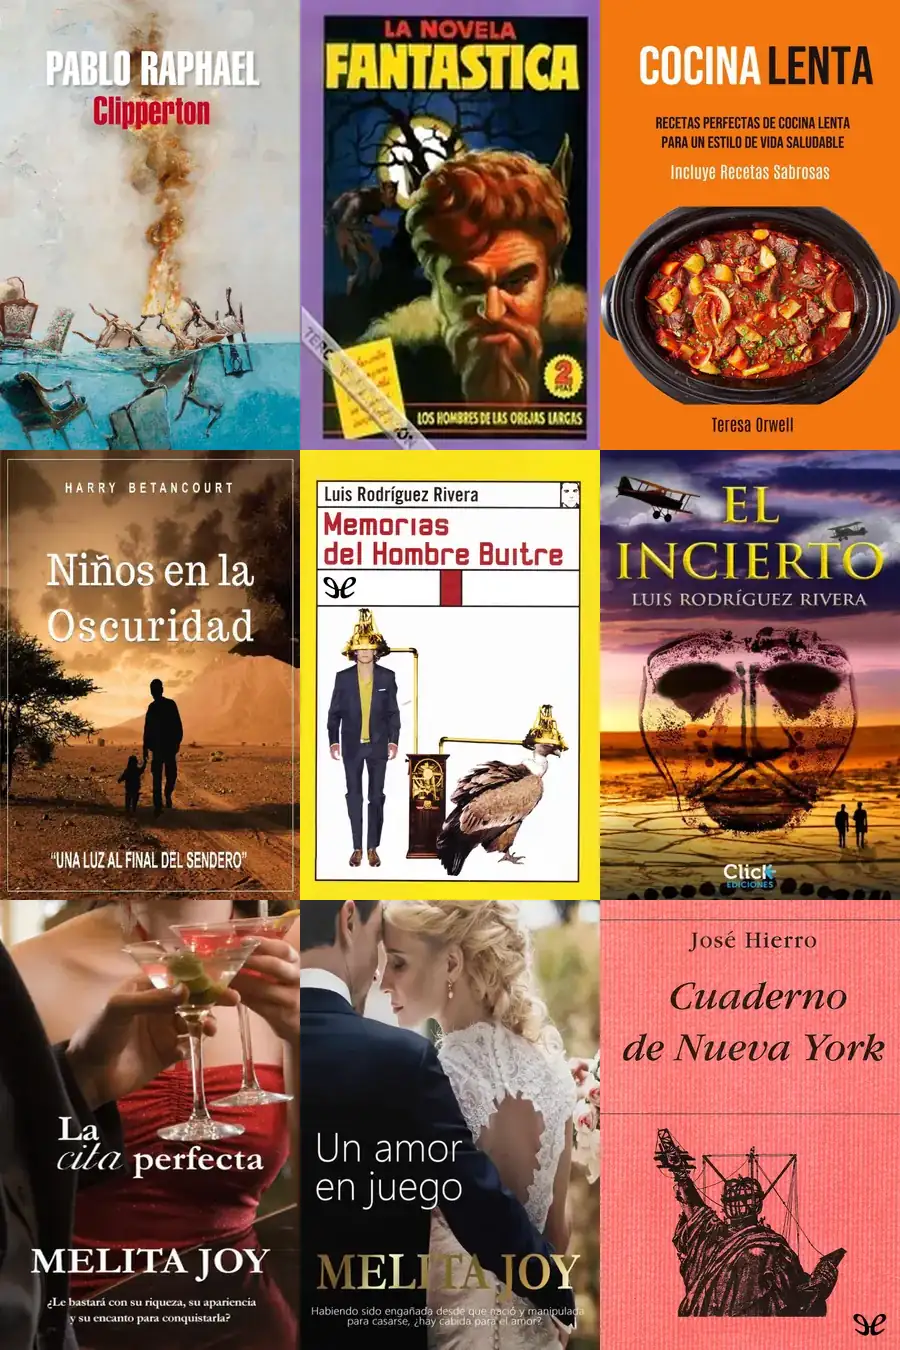 PABLO RAPHAEL
Clipperton
LA NOVELA
FANTASTICA
2
PTAS
LOS HOMBRES DE LAS OREJAS LARGAS
COCINA LENTA
RECETAS PERFECTAS DE COCINA LENTA
PARA UN ESTILO DE VIDA SALUDABLE
Incluye Recetas Sabrosas
Teresa Orwell
HARRY BETANCOURT
Niños en la
Oscuridad
“UNA LUZ AL FINAL DEL SENDERO”
Luis Rodríguez Rivera
Memorias
del Hombre Buitre
EL
INCIERTO
LUIS RODRÍGUEZ RIVERA
Click
EDICIONES
La
cita perfecta
MELITA JOY
¿Le bastará con su riqueza, su apariencia
y su encanto para conquistarla?
Un amor
en juego
MELITA JOY
Habiendo sido engañada desde que nació y manipulada
para casarse, ¿hay cabida para el amor?
José Hierro
Cuaderno
de Nueva York